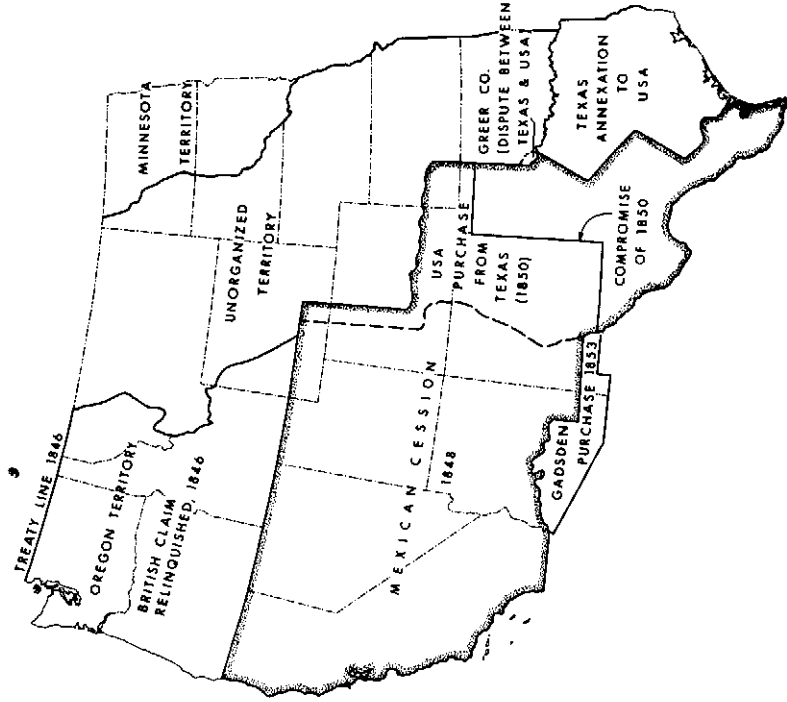 TREATY LINE 1846
OREGON TERRITORY
BRITISH CLAIM
RELINQUISHED, 1846
UNORGANIZED
TERRITORY
MINNESOTA
TERRITORY
MEXICAN CESSION
1848
USA
PURCHASE
FROM
TEXAS
(1850)
GREER CO.
(DISPUTE BETWEEN
TEXAS & USA)
TEXAS
ANNEXATION
TO
USA
COMPROMISE
OF 1850
GADSDEN
PURCHASE 1853